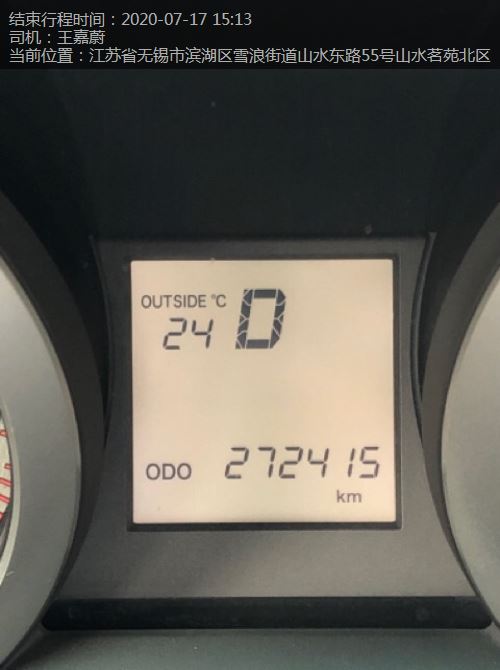 结束行程时间：2020-07-17 15:13
司机：王嘉蔚
当前位置：江苏省无锡市滨湖区雪浪街道山水东路55号山水茗苑北区
OUTSIDE °C
24 D
ODO 272415
km